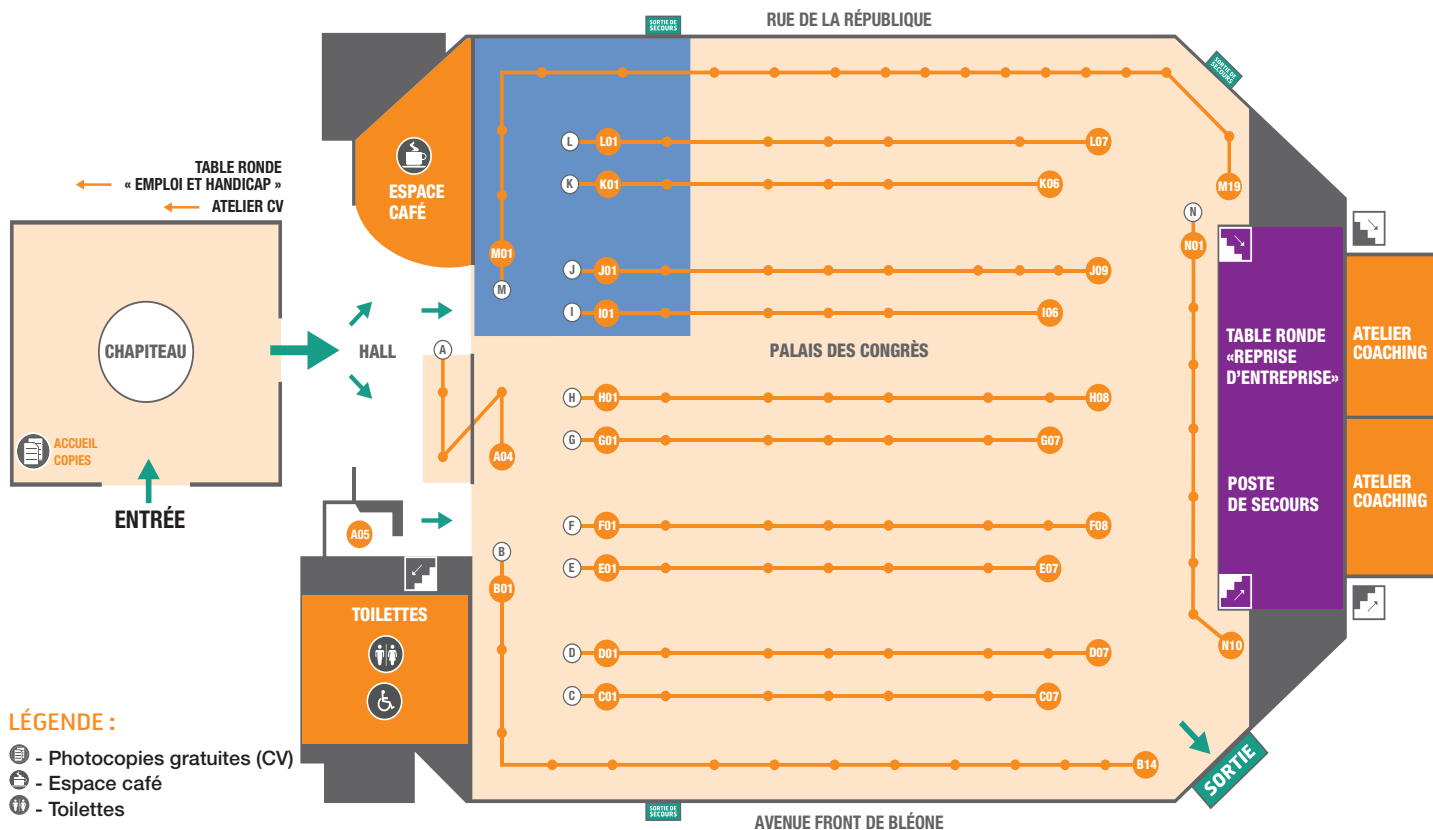 RUE DE LA RÉPUBLIQUE
SORTIE DE
SECOURS
SORTIE DE
SECOURS
TABLE RONDE
« EMPLOI ET HANDICAP »
ATELIER CV
ESPACE
CAFÉ
L
L01
L07
K
K01
K06
M19
N
N01
M01
M
J
J01
J09
I
I01
I06
CHAPITEAU
HALL
A
PALAIS DES CONGRÈS
TABLE RONDE
«REPRISE
D'ENTREPRISE»
ATELIER
COACHING
H
H01
H08
G
G01
G07
A04
ACCUEIL
COPIES
ENTRÉE
POSTE
DE SECOURS
ATELIER
COACHING
A05
F
F01
F08
B
B01
E
E01
E07
TOILETTES
D
D01
D07
N10
C
C01
C07
B14
SORTIE
LÉGENDE :
- Photocopies gratuites (CV)
- Espace café
- Toilettes
SORTIE DE
SECOURS
AVENUE FRONT DE BLÉONE